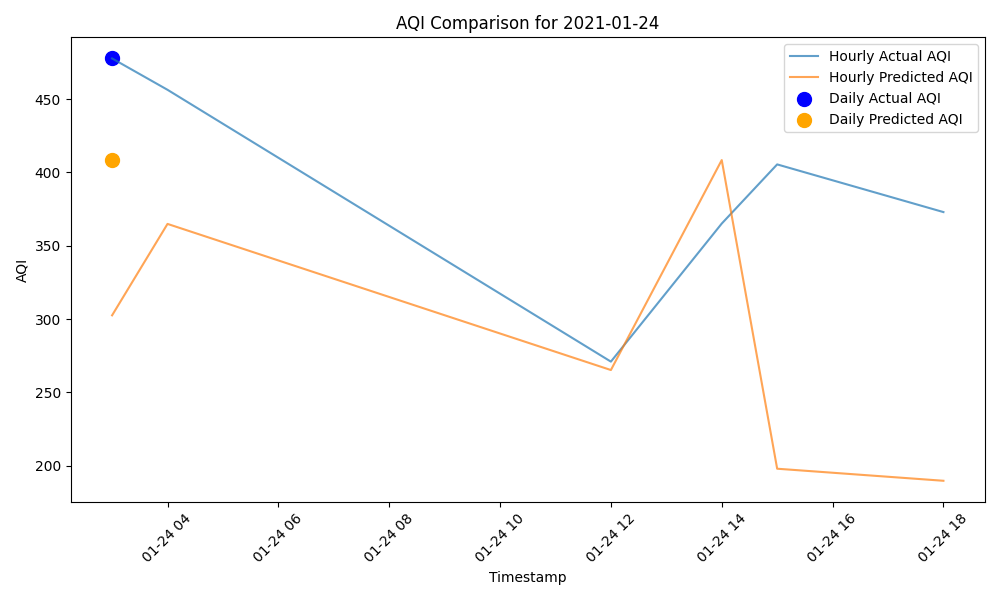 AQI Comparison for 2021-01-24
Hourly Actual AQI
Hourly Predicted AQI
Daily Actual AQI
Daily Predicted AQI
AQI
450
400
350
300
250
200
01-24 04
01-24 06
01-24 08
01-24 10
01-24 12
01-24 14
01-24 16
01-24 18
Timestamp